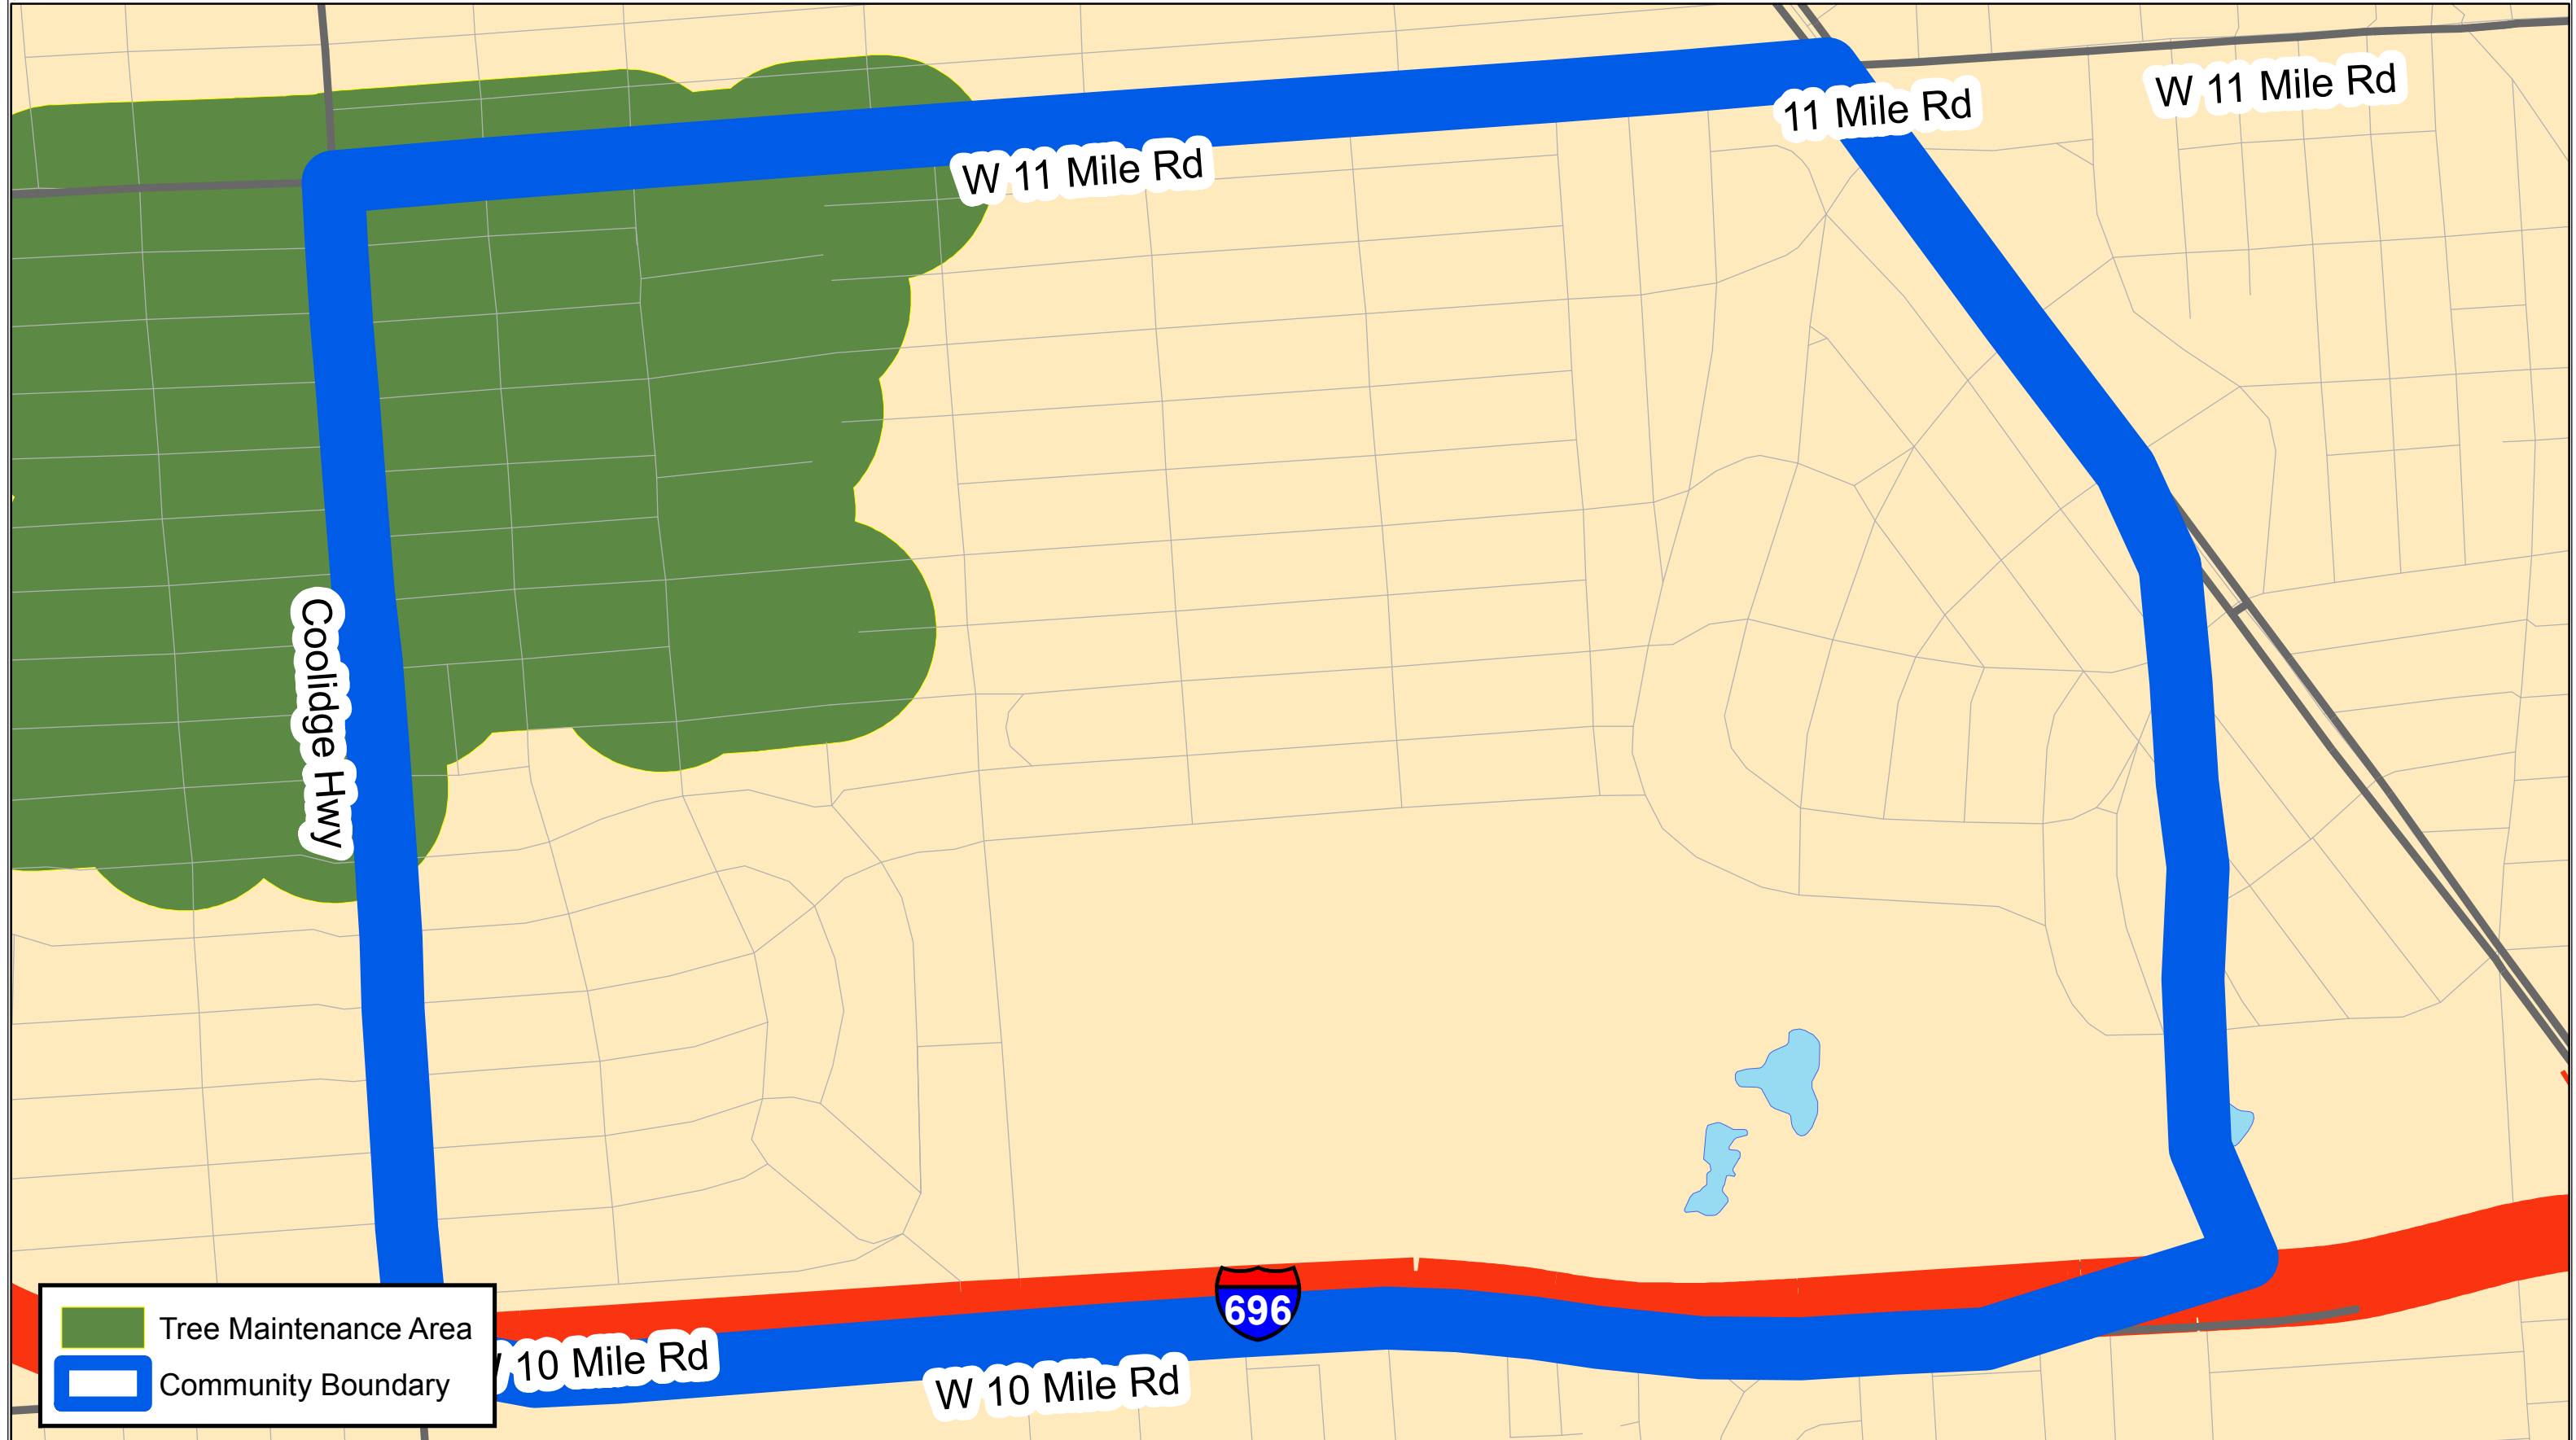 W 11 Mile Rd
11 Mile Rd
W 11 Mile Rd
Coolidge Hwy
696
10 Mile Rd
W 10 Mile Rd
Tree Maintenance Area
Community Boundary